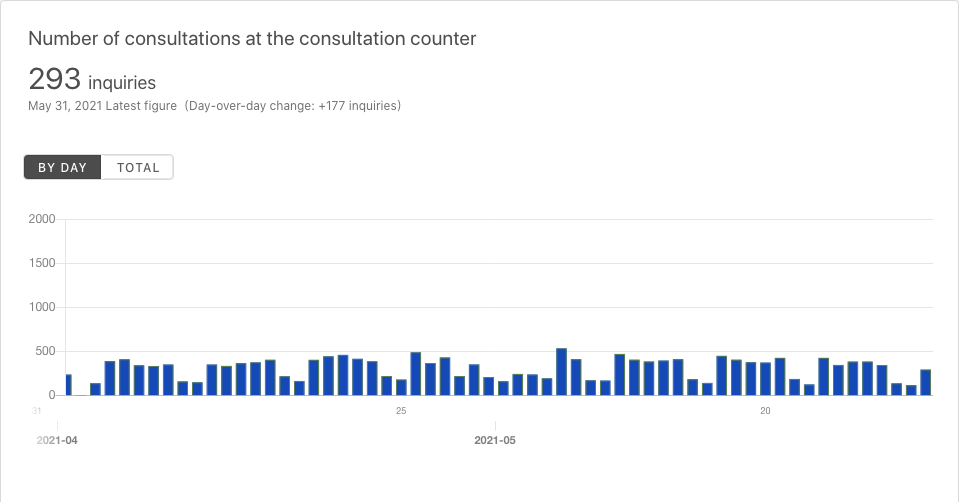 Number of consultations at the consultation counter
293 inquiries
May 31, 2021 Latest figure (Day-over-day change: +177 inquiries)
BY DAY TOTAL
2000
1500
1000
500
0
31 25 20
2021-04 2021-05